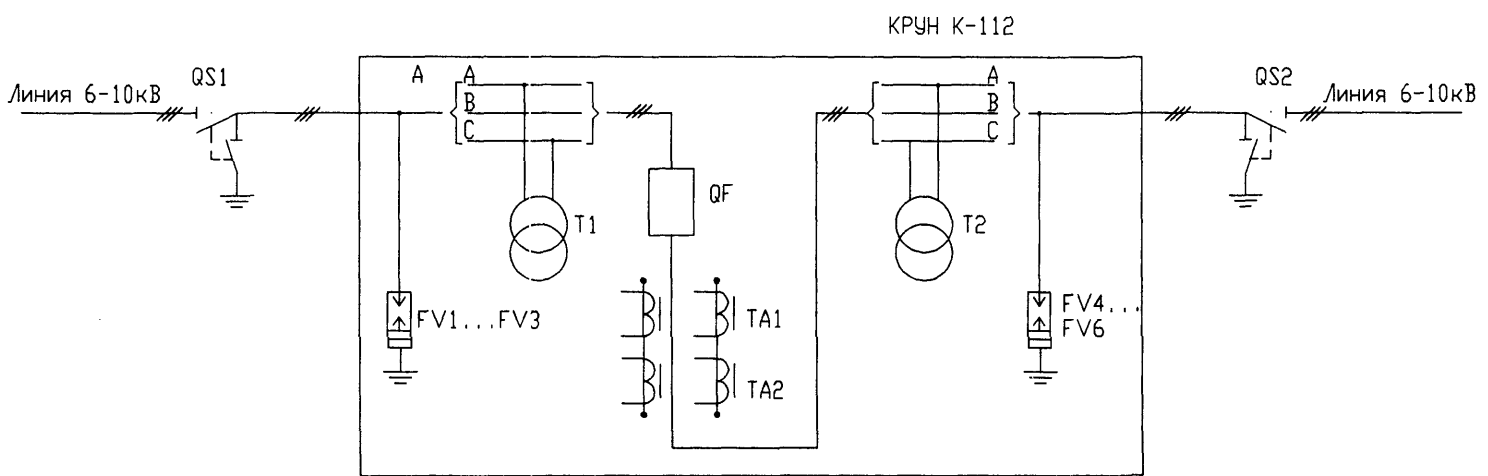 КРУН К-112
Линия 6-10кВ
QS1
A
A
B
C
T1
QF
A
B
C
T2
QS2
Линия 6-10кВ
FV1...FV3
TA1
TA2
FV4...
FV6